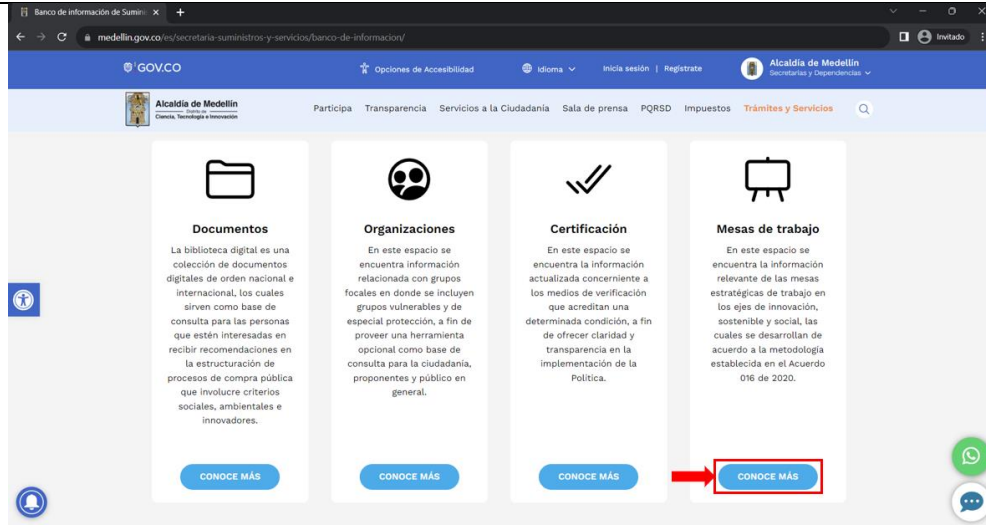 Banco de información de Sumini
medellin.gov.co/es/secretaria-suministros-y-servicios/banco-de-informacion/
Invitado
GOV.CO
Opciones de Accesibilidad
Idioma
Inicia sesión | Regístrate
Alcaldía de Medellín
Secretarías y Dependencias
Alcaldía de Medellín
Distrito de
Ciencia, Tecnología e Innovación
Participa Transparencia Servicios a la Ciudadanía Sala de prensa PQRSD Impuestos Trámites y Servicios
Documentos
La biblioteca digital es una
colección de documentos
digitales de orden nacional e
internacional, los cuales
sirven como base de
consulta para las personas
que estén interesadas en
recibir recomendaciones en
la estructuración de
procesos de compra pública
que involucre criterios
sociales, ambientales e
innovadores.
CONOCE MÁS
Organizaciones
En este espacio se
encuentra información
relacionada con grupos
focales en donde se incluyen
grupos vulnerables y de
especial protección, a fin de
proveer una herramienta
opcional como base de
consulta para la ciudadanía,
proponentes y público en
general.
CONOCE MÁS
Certificación
En este espacio se
encuentra la información
actualizada concerniente a
los medios de verificación
que acreditan una
determinada condición, a fin
de ofrecer claridad y
transparencia en la
implementación de la
Política.
CONOCE MÁS
Mesas de trabajo
En este espacio se
encuentra la información
relevante de las mesas
estratégicas de trabajo en
los ejes de innovación,
sostenible y social, las
cuales se desarrollan de
acuerdo a la metodología
establecida en el Acuerdo
016 de 2020.
CONOCE MÁS